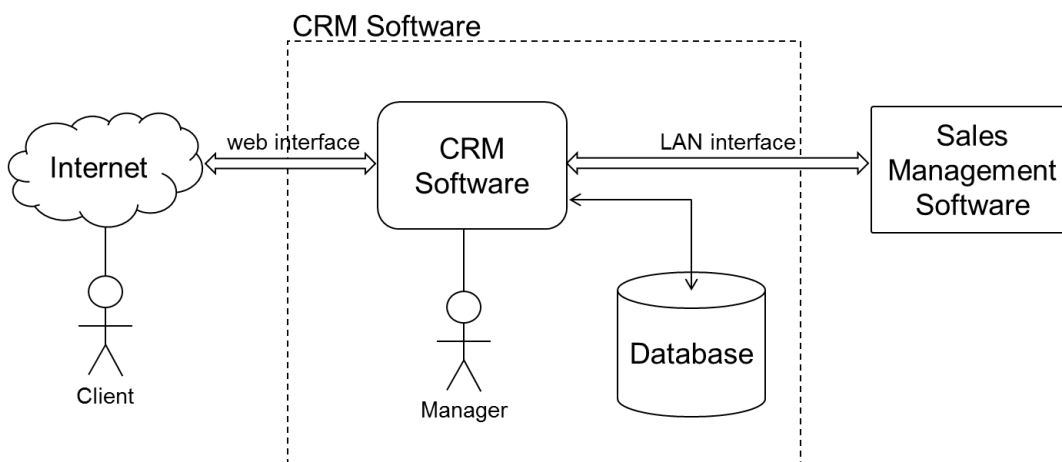 CRM Software
web interface
CRM
Software
LAN interface
Sales
Management
Software
Internet
Database
Client
Manager